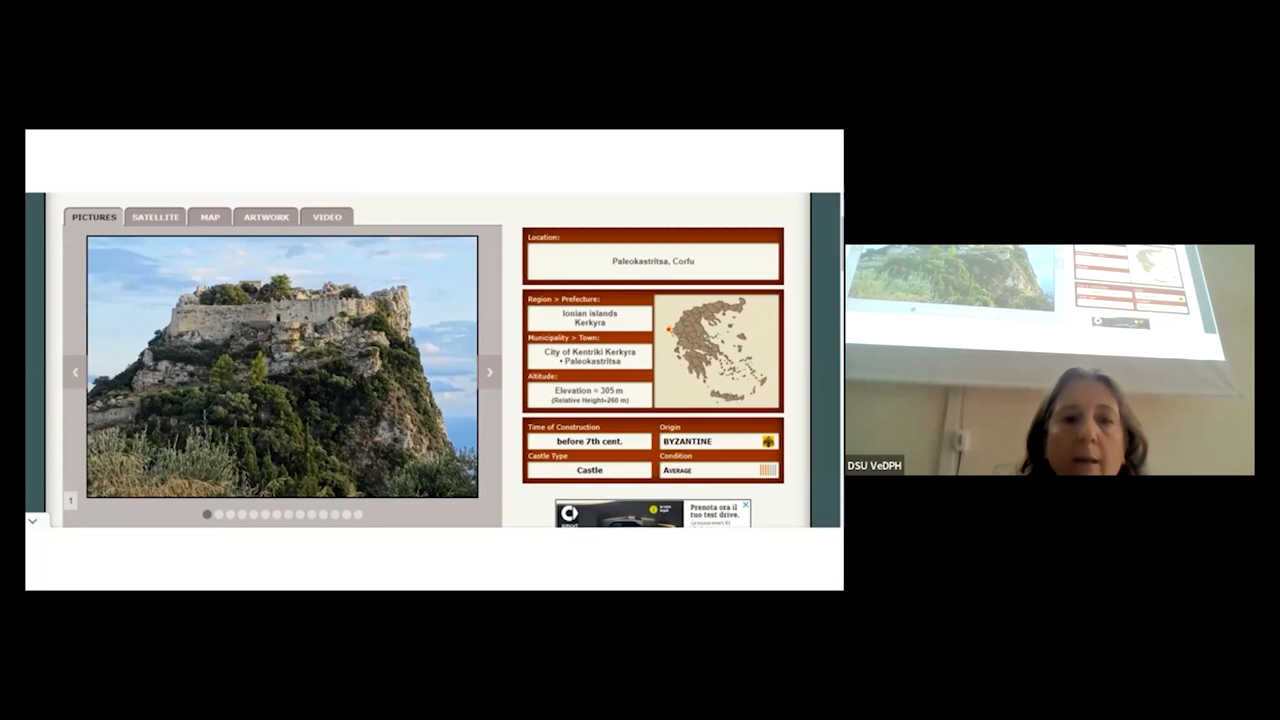 PICTURES
SATELLITE
MAP
ARTWORK
VIDEO
Location:
Paleokastritsa, Corfu
Region > Prefecture:
Ionian islands
Kerkyra
Municipality > Town:
City of Kentriki Kerkyra
• Paleokastritsa
Altitude:
Elevation = 305 m
(Relative Height≈260 m)
Time of Construction
Origin
before 7th cent.
BYZANTINE
Castle Type
Condition
Castle
AVERAGE
1
smart
Prenota ora il
tuo test drive.
DSU VeDPH